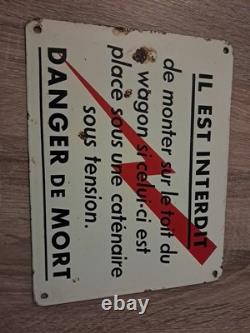 IL EST INTERDIT
de monter sur le toit du
wagon si celui-ci est
placé sous une caténaire
sous tension.
DANGER DE MORT